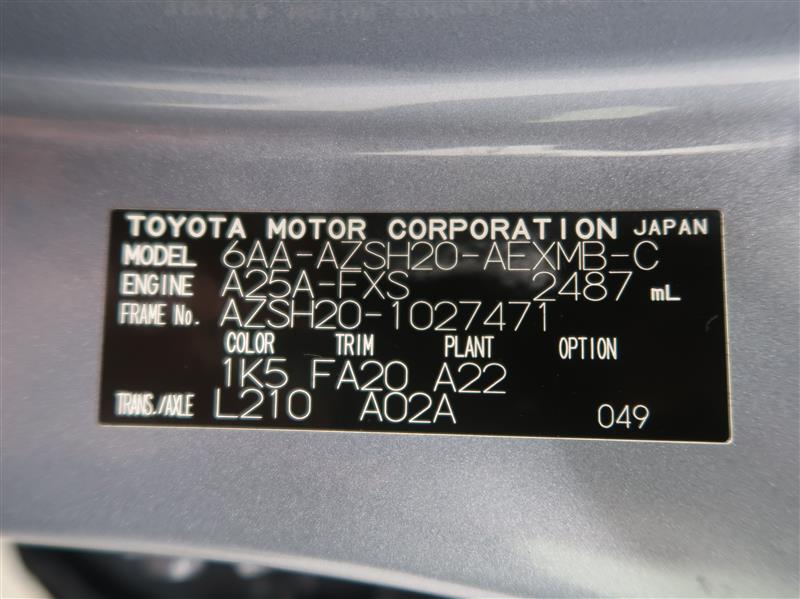 TOYOTA MOTOR CORPORATION JAPAN
MODEL 6AA-AZSH20-AEXMB-C
ENGINE A25A-FXS 2487 mL
FRAME No. AZSH20-1027471
COLOR TRIM PLANT OPTION
1K5 FA20 A22
TRANS./AXLE L210 A02A 049